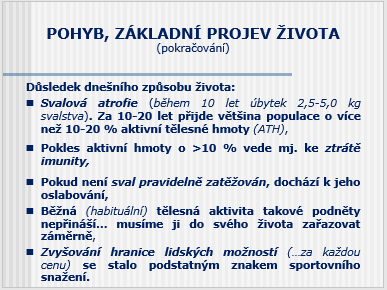 POHYB, ZÁKLADNÍ PROJEV ŽIVOTA
(pokračování)
Důsledek dnešního způsobu života:
Svalová atrofie (během 10 let úbytek 2,5-5,0 kg
svalstva). Za 10-20 let přijde většina populace o více
než 10-20 % aktivní tělesné hmoty (ATH),
Pokles aktivní hmoty o >10 % vede mj. ke ztrátě
imunity,
Pokud není sval pravidelně zatěžován, dochází k jeho
oslabování,
Běžná (habituální) tělesná aktivita takové podněty
nepřináší... musíme ji do svého života zařazovat
záměrně,
Zvyšování hranice lidských možností (...za každou
cenu) se stalo podstatným znakem sportovního
snažení.